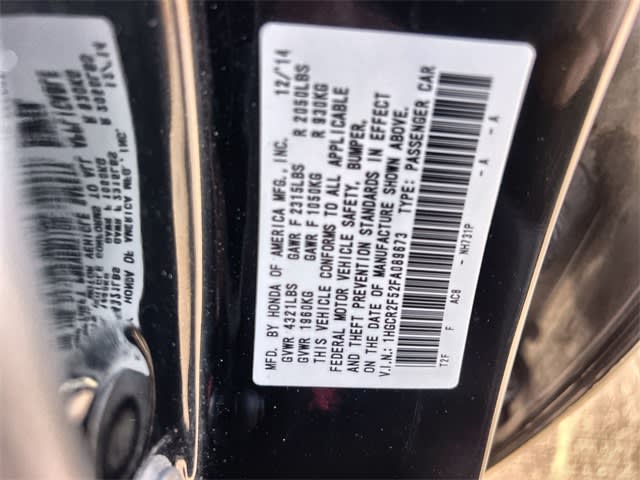 MFD. BY HONDA OF AMERICA MFG., INC. 12/14
GVWR 4321LBS GAWR F 2315LBS R 2050LBS
GVWR 1960KG GAWR F 1050KG R 930KG
THIS VEHICLE CONFORMS TO ALL APPLICABLE
FEDERAL MOTOR VEHICLE SAFETY, BUMPER,
AND THEFT PREVENTION STANDARDS IN EFFECT
ON THE DATE OF MANUFACTURE SHOWN ABOVE.
V.I.N.: 1HGCR2F52FA089673 TYPE: PASSENGER CAR
T2F F AC8 - NH731P - A - A